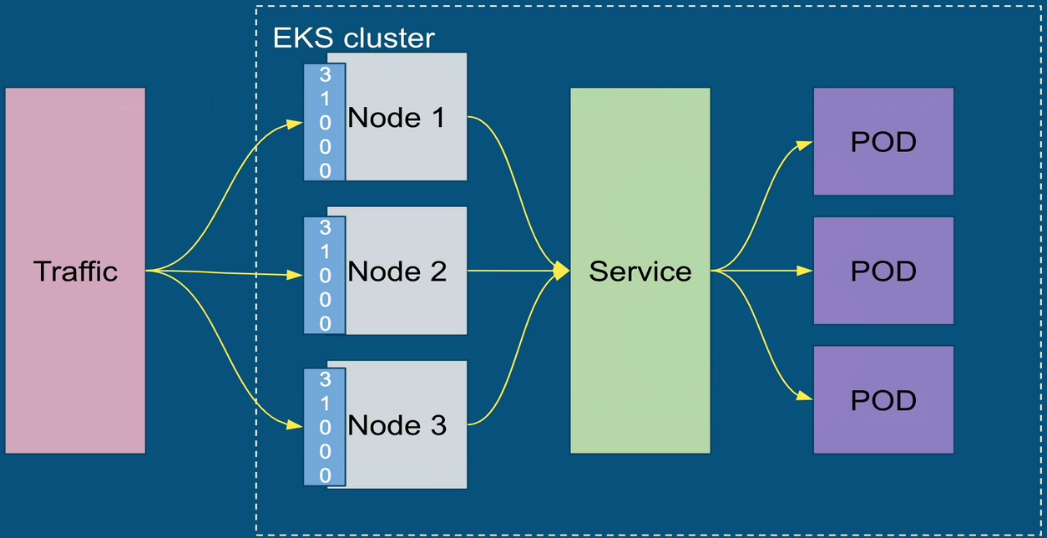 EKS cluster
Traffic
31000
Node 1
31000
Node 2
31000
Node 3
Service
POD
POD
POD